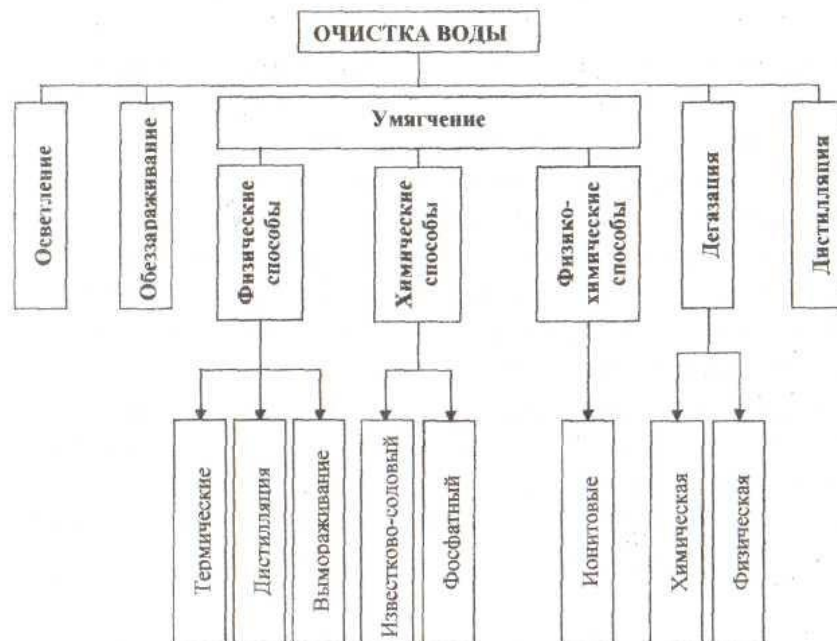 ОЧИСТКА ВОДЫ
Осветление
Обеззараживание
Умягчение
Дегазация
Дистилляция
Физические
способы
Химические
способы
Физико-
химические
способы
Термические
Дистилляция
Вымораживание
Известково-содовый
Фосфатный
Ионитовые
Химическая
Физическая